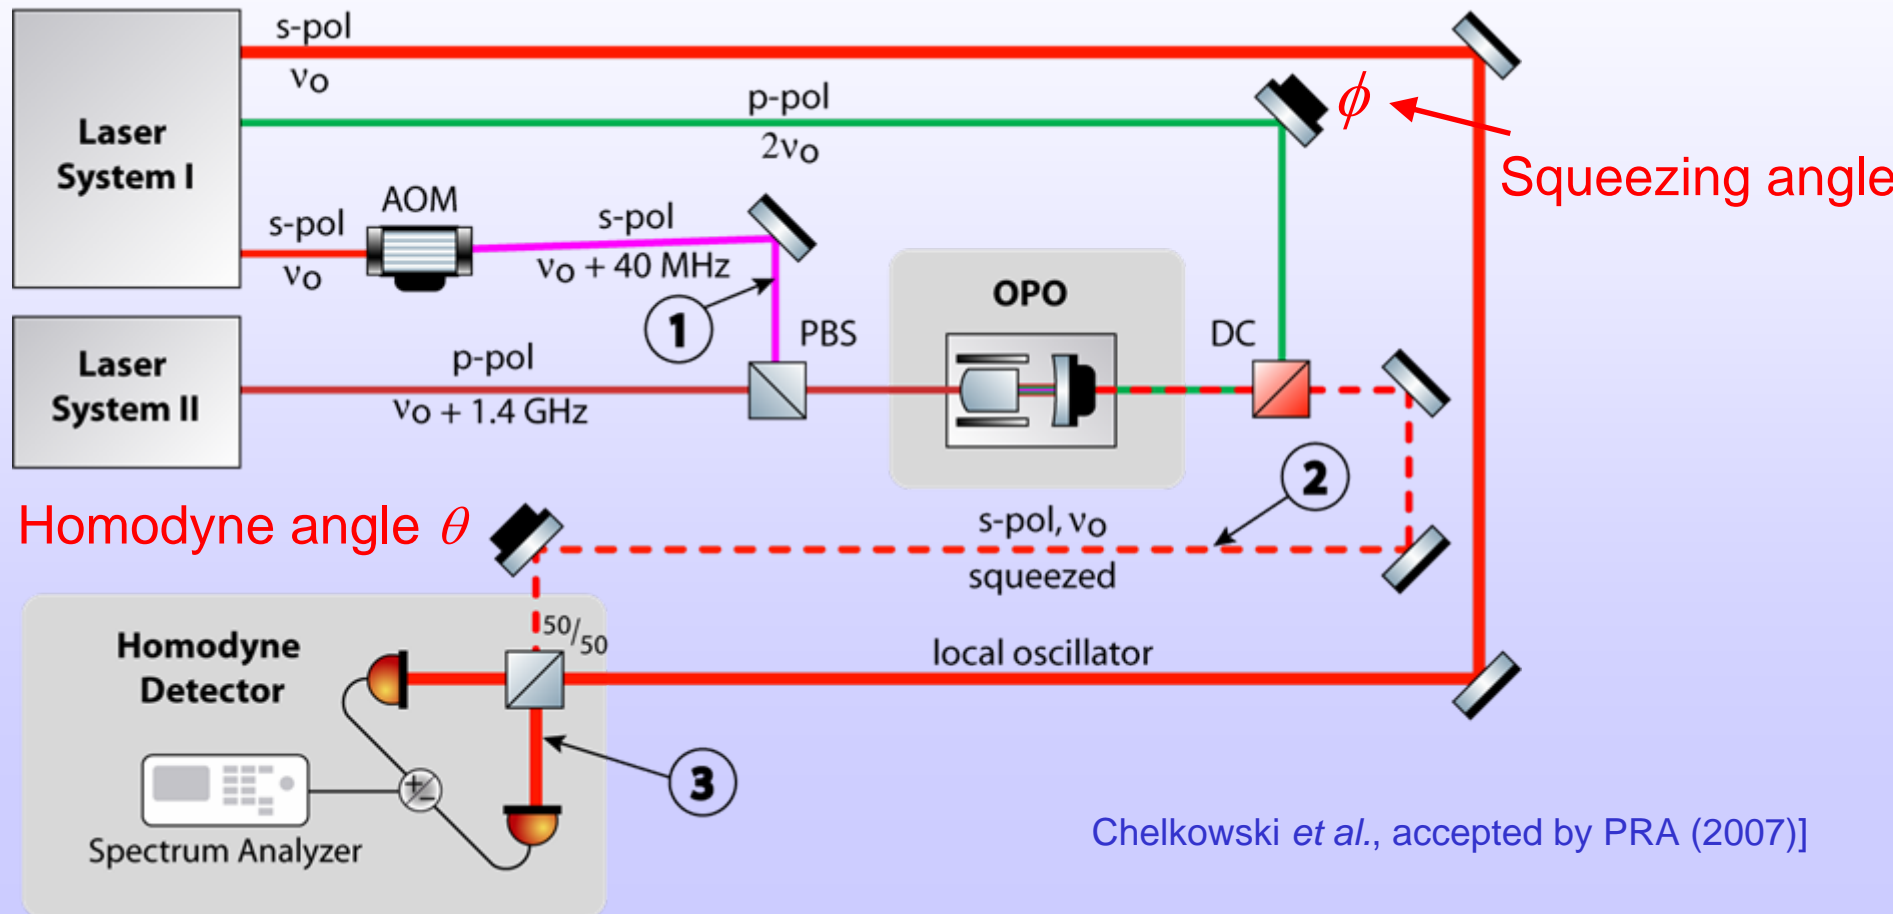 s-pol
νo
Laser
System I
p-pol
2νo
ϕ
Squeezing angle
AOM
s-pol
νo
s-pol
νo + 40 MHz
1
PBS
OPO
DC
Laser
System II
p-pol
νo + 1.4 GHz
2
Homodyne angle θ
s-pol, νo
squeezed
50/50
Homodyne
Detector
local oscillator
3
+
−
Spectrum Analyzer
Chelkowski et al., accepted by PRA (2007)]